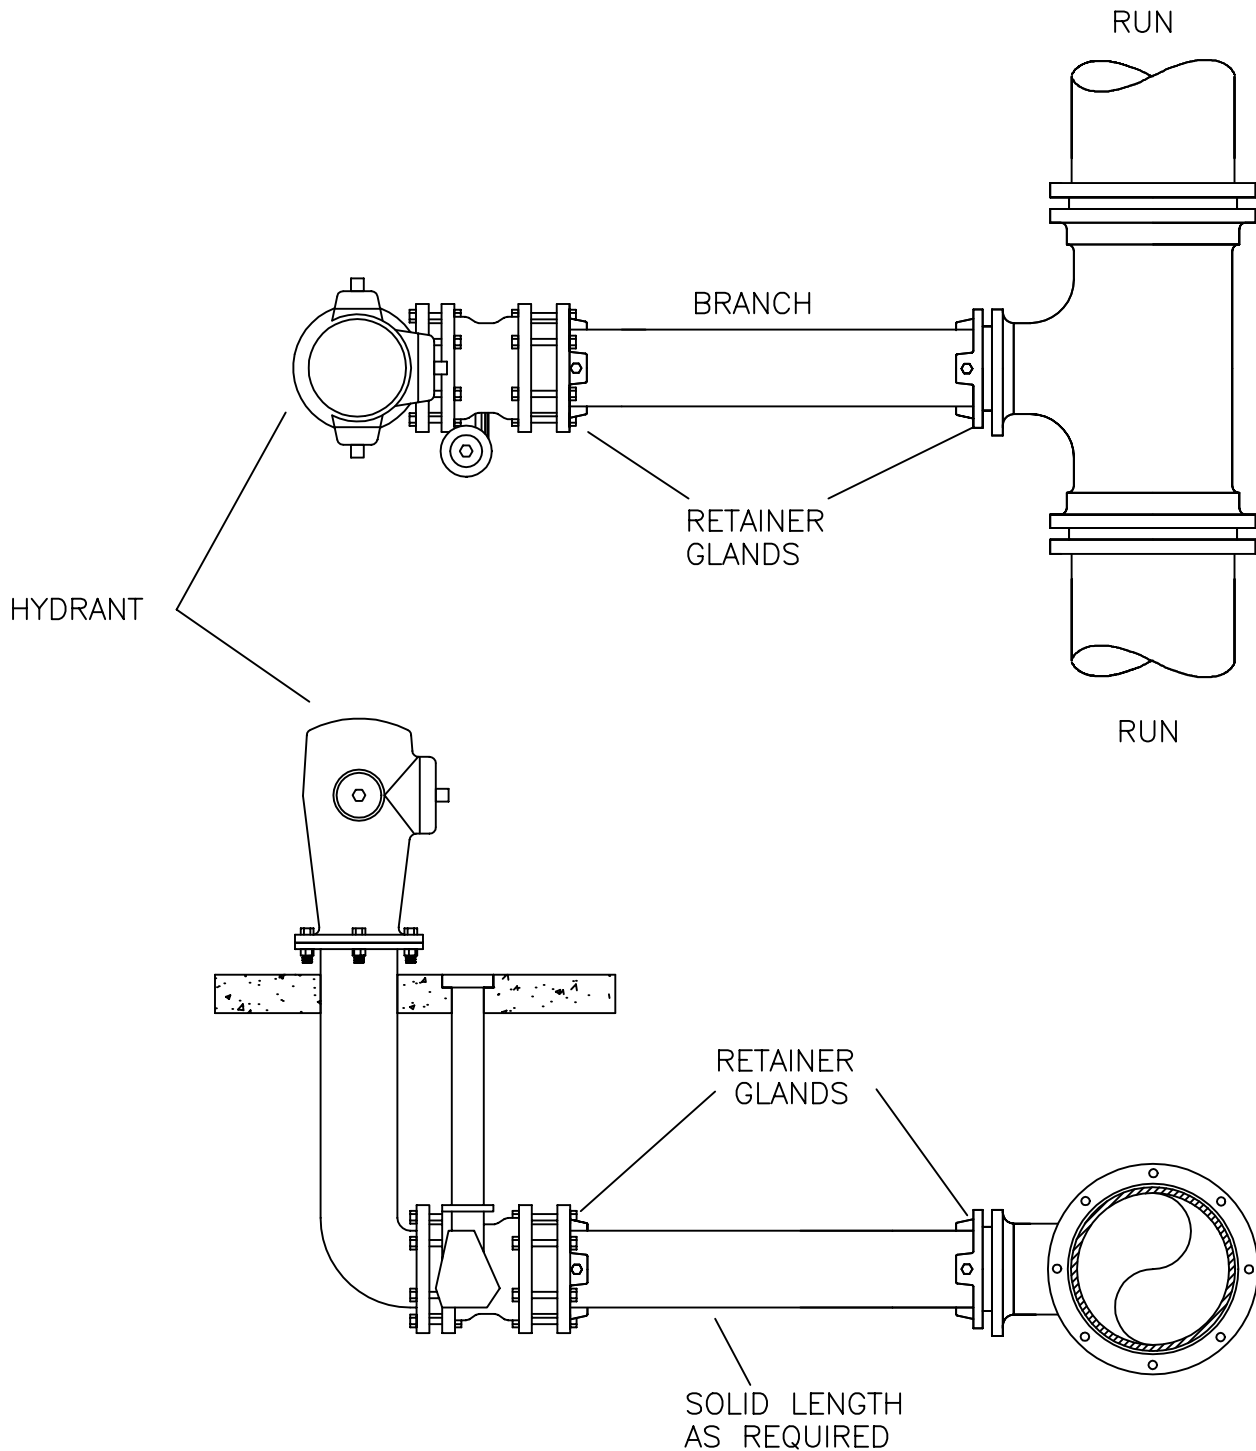 RUN
BRANCH
RETAINER
GLANDS
HYDRANT
RUN
RETAINER
GLANDS
SOLID LENGTH
AS REQUIRED